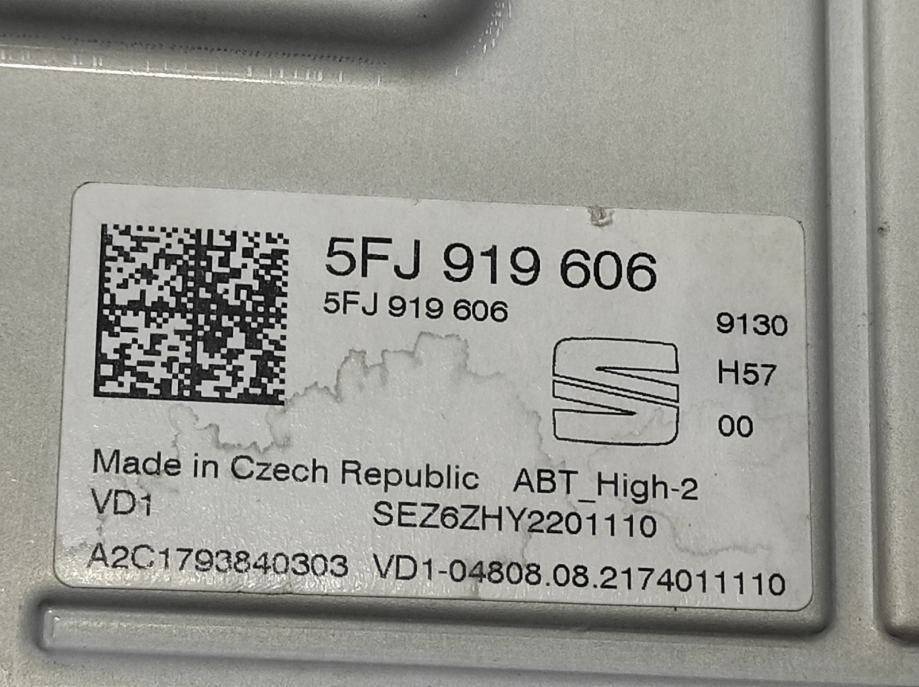 5FJ 919 606
5FJ 919 606
9130
H57
00
Made in Czech Republic ABT_High-2
VD1 SEZ6ZHY2201110
A2C1793840303 VD1-04808.08.2174011110